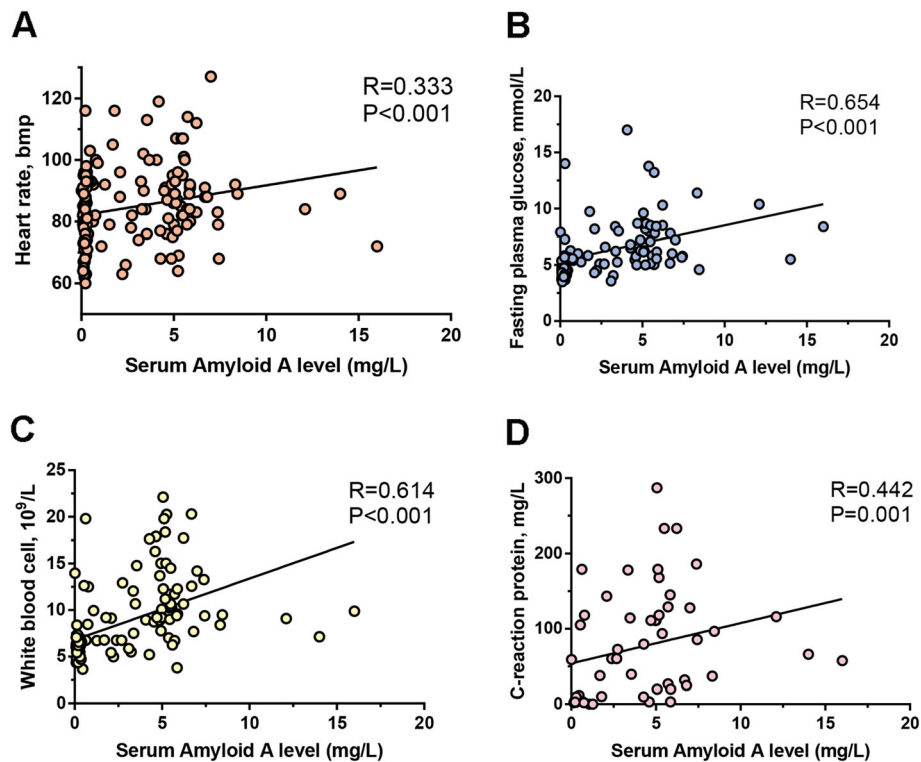 A
Heart rate, bmp
120
100
80
60
0
5
10
15
20
Serum Amyloid A level (mg/L)
R=0.333
P<0.001
B
Fasting plasma glucose, mmol/L
20
15
10
5
0
0
5
10
15
20
Serum Amyloid A level (mg/L)
R=0.654
P<0.001
C
White blood cell, 10⁹/L
25
20
15
10
5
0
0
5
10
15
20
Serum Amyloid A level (mg/L)
R=0.614
P<0.001
D
C-reaction protein, mg/L
300
200
100
0
0
5
10
15
20
Serum Amyloid A level (mg/L)
R=0.442
P=0.001